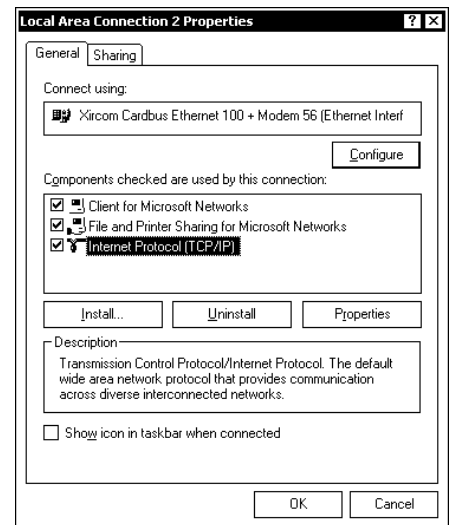 Local Area Connection 2 Properties
General Sharing
Connect using:
Xircom Cardbus Ethernet 100 + Modem 56 (Ethernet Interf
Configure
Components checked are used by this connection:
Client for Microsoft Networks
File and Printer Sharing for Microsoft Networks
Internet Protocol (TCP/IP)
Install... Uninstall Properties
Description
Transmission Control Protocol/Internet Protocol. The default
wide area network protocol that provides communication
across diverse interconnected networks.
Show icon in taskbar when connected
OK Cancel